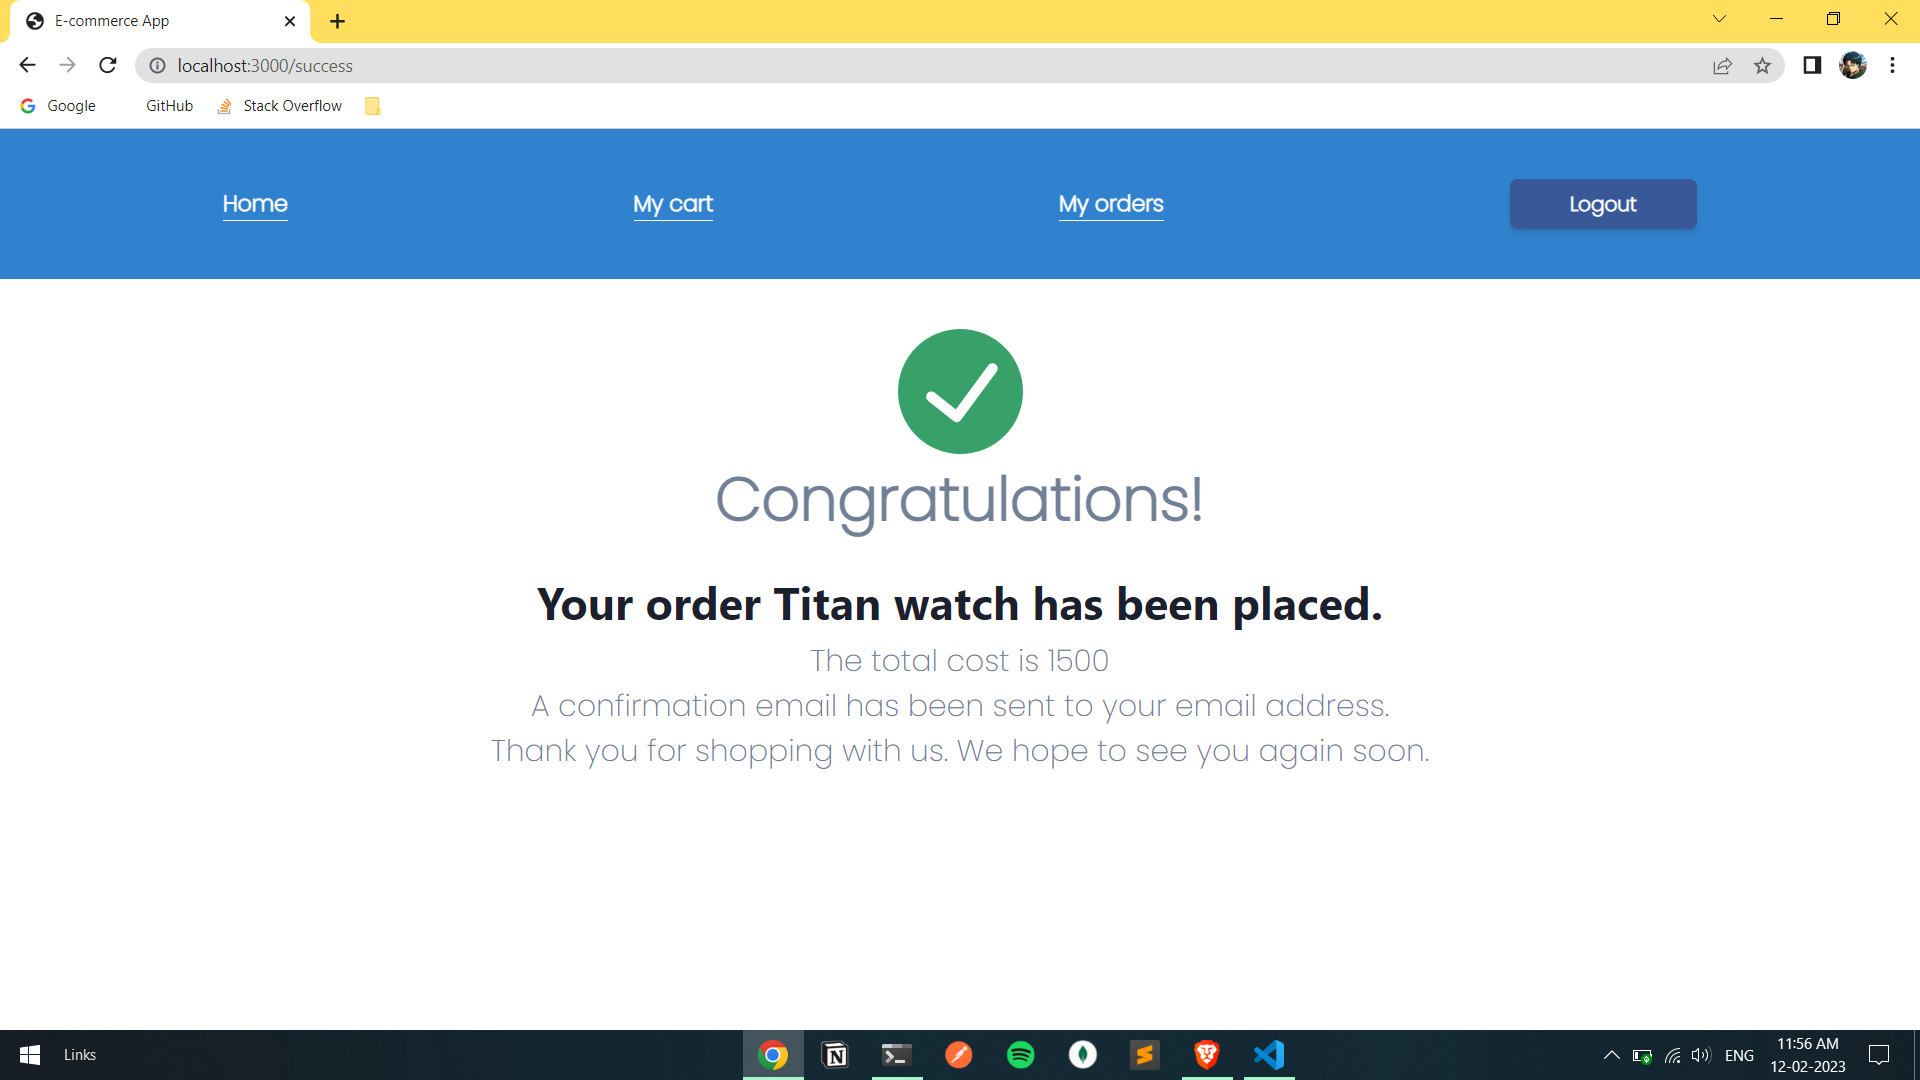 E-commerce App
localhost:3000/success
Google
GitHub
Stack Overflow
Home
My cart
My orders
Logout
Congratulations!
Your order Titan watch has been placed.
The total cost is 1500
A confirmation email has been sent to your email address.
Thank you for shopping with us. We hope to see you again soon.
Links
ENG
11:56 AM
12-02-2023